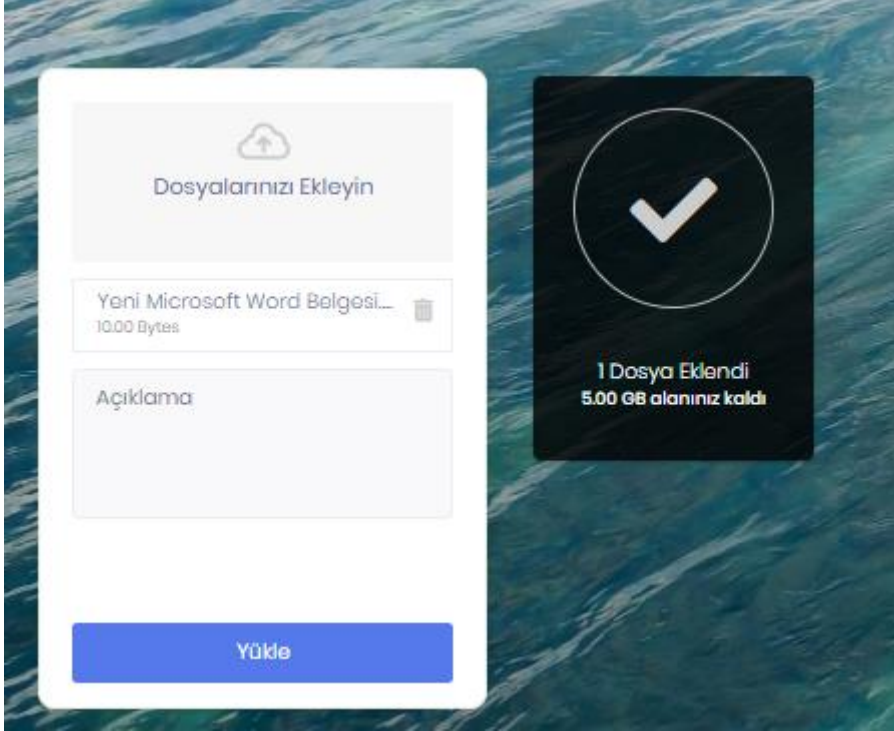 Dosyalarınızı Ekleyin
Yeni Microsoft Word Belgesi...
10.00 Bytes
Açıklama
Yükle
1 Dosya Eklendi
5.00 GB alanınız kaldı